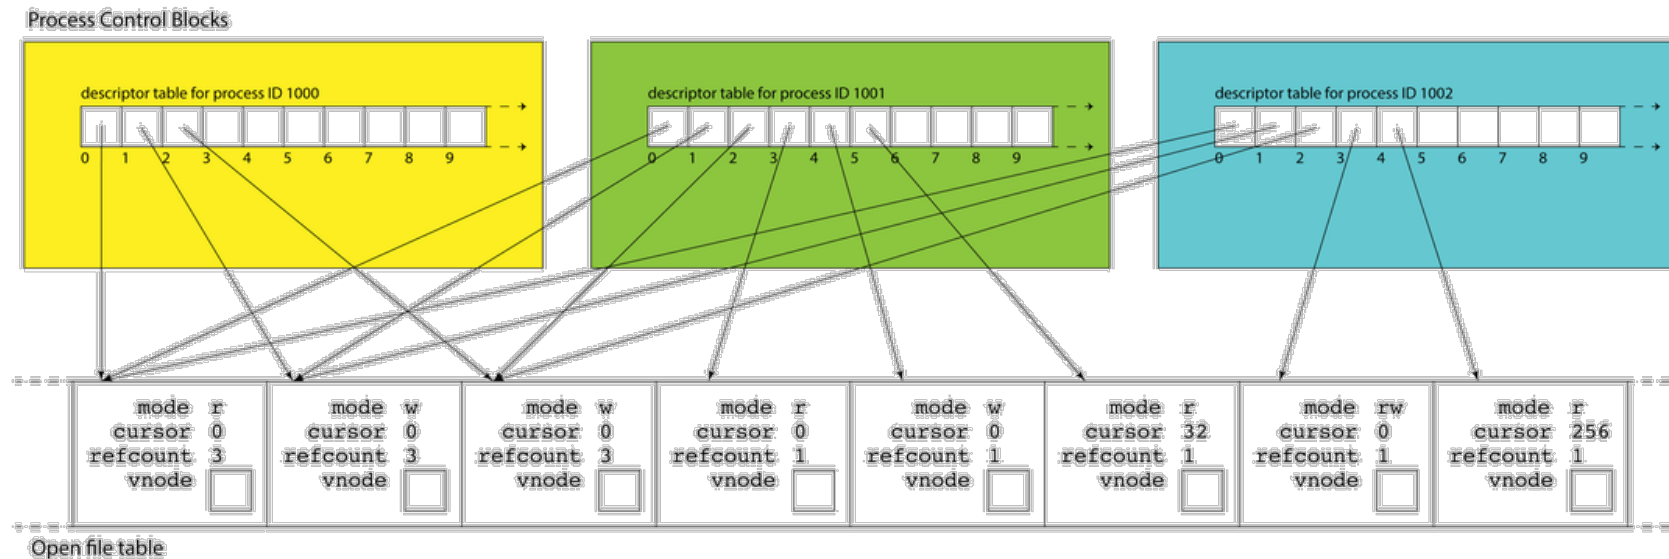 Process Control Blocks
descriptor table for process ID 1000
0 1 2 3 4 5 6 7 8 9
descriptor table for process ID 1001
0 1 2 3 4 5 6 7 8 9
descriptor table for process ID 1002
0 1 2 3 4 5 6 7 8 9
mode r
cursor 0
refcount 3
vnode
mode w
cursor 0
refcount 3
vnode
mode w
cursor 0
refcount 3
vnode
mode r
cursor 0
refcount 1
vnode
mode w
cursor 0
refcount 1
vnode
mode r
cursor 32
refcount 1
vnode
mode rw
cursor 0
refcount 1
vnode
mode r
cursor 256
refcount 1
vnode
Open file table